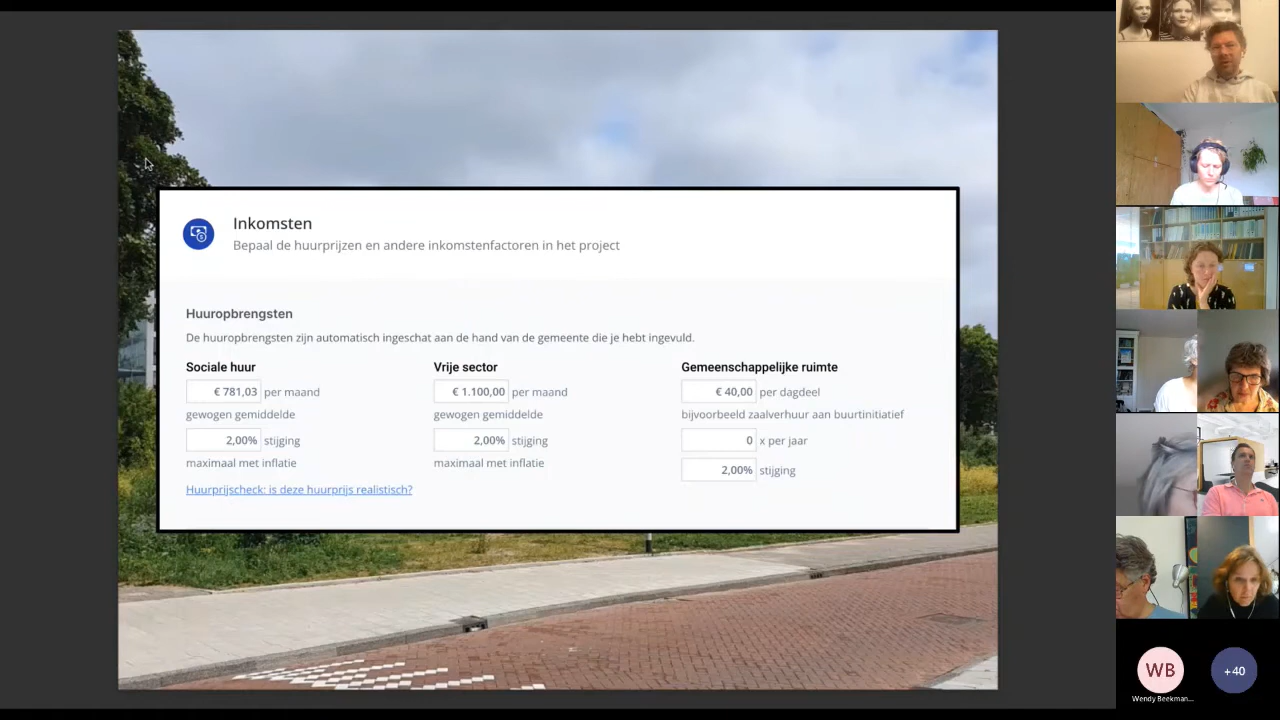 Inkomsten
Bepaal de huurprijzen en andere inkomstenfactoren in het project
Huuropbrengsten
De huuropbrengsten zijn automatisch ingeschat aan de hand van de gemeente die je hebt ingevuld.
Sociale huur
€ 781,03 per maand
gewogen gemiddelde
2,00% stijging
maximaal met inflatie
Huurprijscheck: is deze huurprijs realistisch?
Vrije sector
€ 1.100,00 per maand
gewogen gemiddelde
2,00% stijging
maximaal met inflatie
Gemeenschappelijke ruimte
€ 40,00 per dagdeel
bijvoorbeeld zaalverhuur aan buurtinitiatief
0 x per jaar
2,00% stijging
WB
+40
Wendy Beekman...